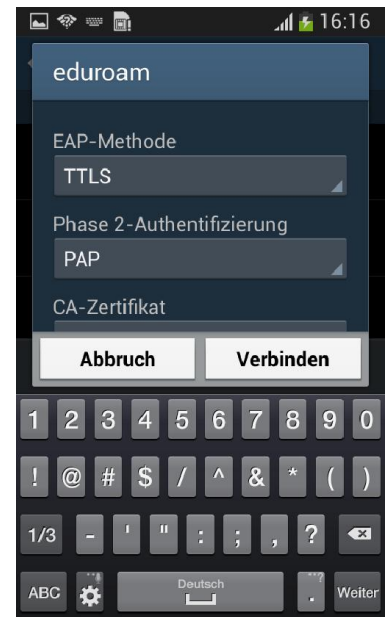 16:16
eduroam
EAP-Methode
TTLS
Phase 2-Authentifizierung
PAP
CA-Zertifikat
Abbruch Verbinden
1 2 3 4 5 6 7 8 9 0
! @ # $ / ^ & * ( )
1/3 - ' " : ; , ?
ABC Deutsch . Weiter